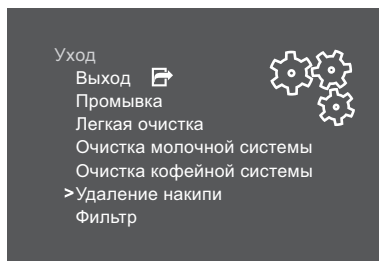 Уход
Выход
Промывка
Легкая очистка
Очистка молочной системы
Очистка кофейной системы
>Удаление накипи
Фильтр